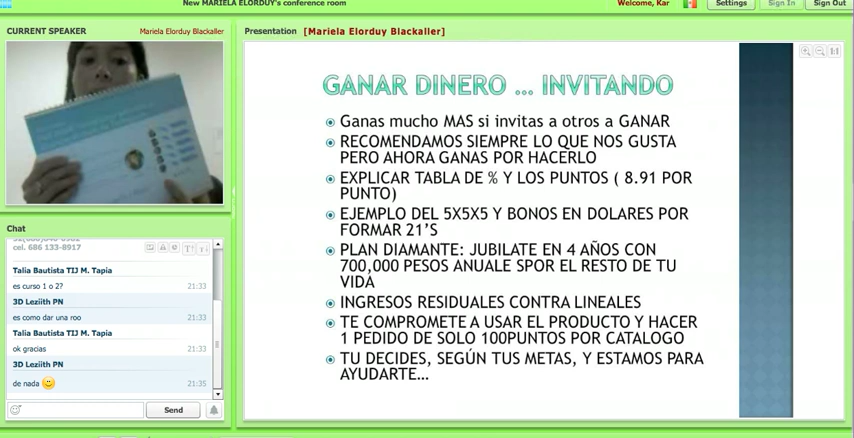 New MARIELA ELORDUY's conference room
Welcome, Kar
Settings
Sign In
Sign Out
CURRENT SPEAKER
Mariela Elorduy Blackaller
Presentation [Mariela Elorduy Blackaller]
GANAR DINERO ... INVITANDO
Ganas mucho MAS si invitas a otros a GANAR
RECOMENDAMOS SIEMPRE LO QUE NOS GUSTA
PERO AHORA GANAS POR HACERLO
EXPLICAR TABLA DE % Y LOS PUNTOS ( 8.91 POR
PUNTO)
EJEMPLO DEL 5X5X5 Y BONOS EN DOLARES POR
FORMAR 21'S
PLAN DIAMANTE: JUBILATE EN 4 AÑOS CON
700,000 PESOS ANUALE SPOR EL RESTO DE TU
VIDA
INGRESOS RESIDUALES CONTRA LINEALES
TE COMPROMETE A USAR EL PRODUCTO Y HACER
1 PEDIDO DE SOLO 100PUNTOS POR CATALOGO
TU DECIDES, SEGÚN TUS METAS, Y ESTAMOS PARA
AYUDARTE...
Chat
cel. 686 133-8917
Talia Bautista TIJ M. Tapia
es curso 1 o 2? 21:33
3D Leziith PN
es como dar una roo 21:33
Talia Bautista TIJ M. Tapia
ok gracias 21:33
3D Leziith PN
de nada 21:35
Send